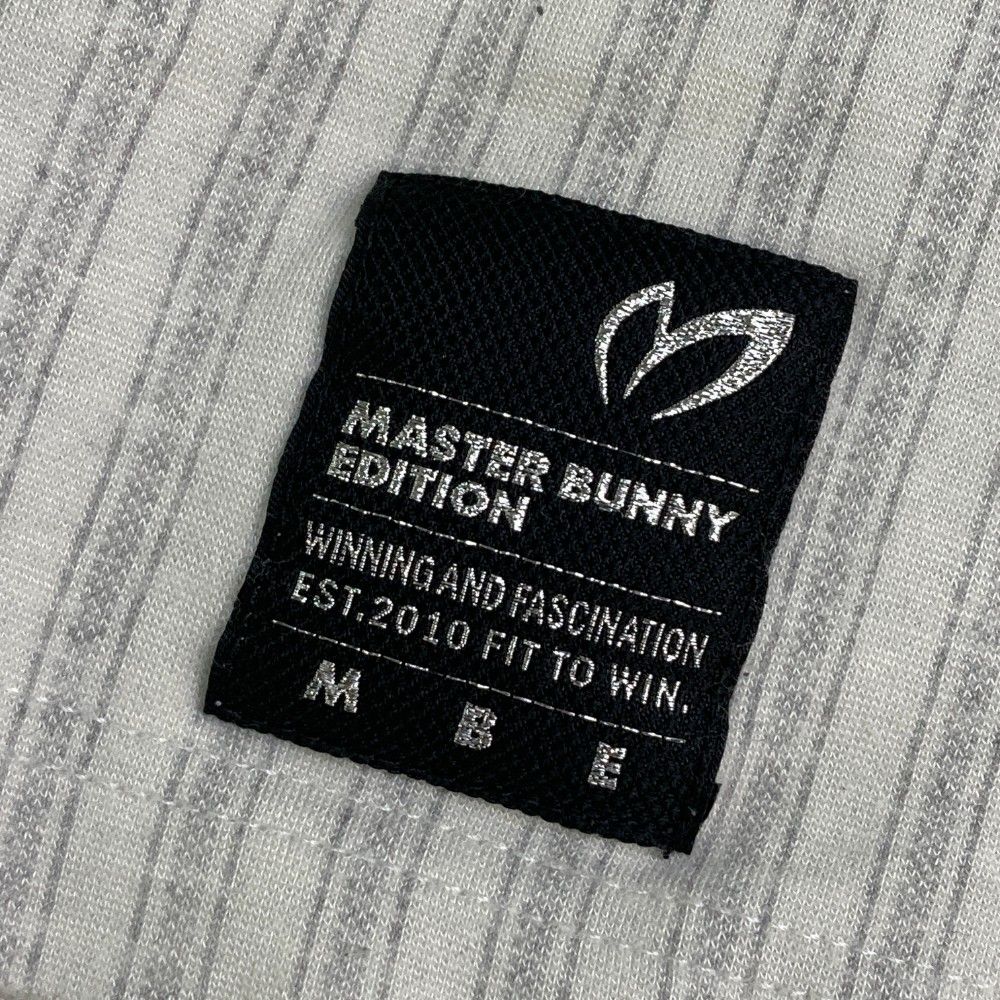 MASTER BUNNY
EDITION
WINNING AND FASCINATION
EST.2010 FIT TO WIN.
M B E